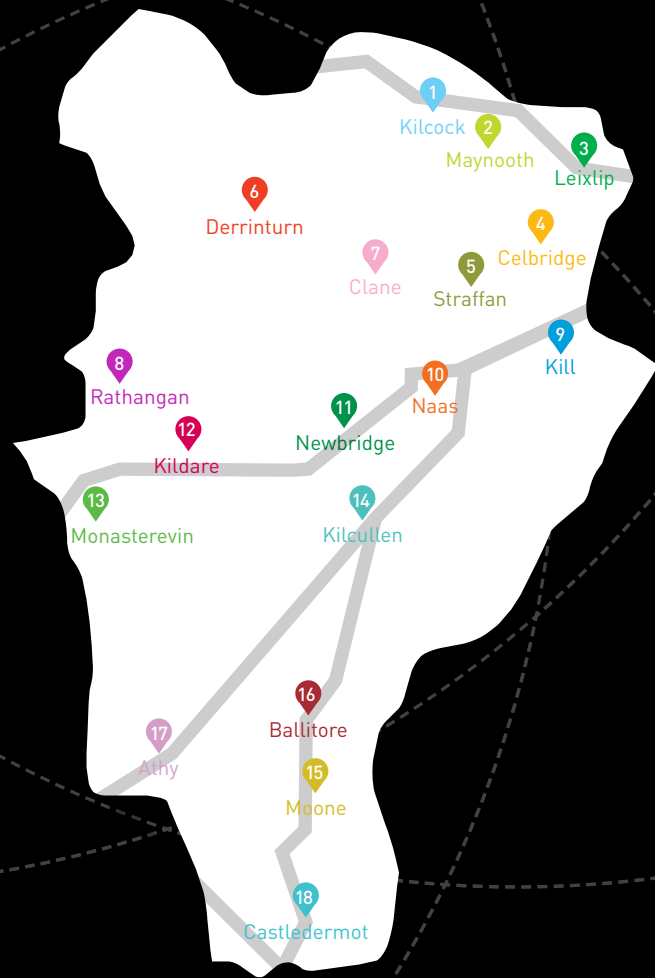 1
Kilcock
2
Maynooth
3
Leixlip
4
Celbridge
5
Straffan
6
Derrinturn
7
Clane
8
Rathangan
9
Kill
10
Naas
11
Newbridge
12
Kildare
13
Monasterevin
14
Kilcullen
16
Ballitore
17
Athy
15
Moone
18
Castledermot